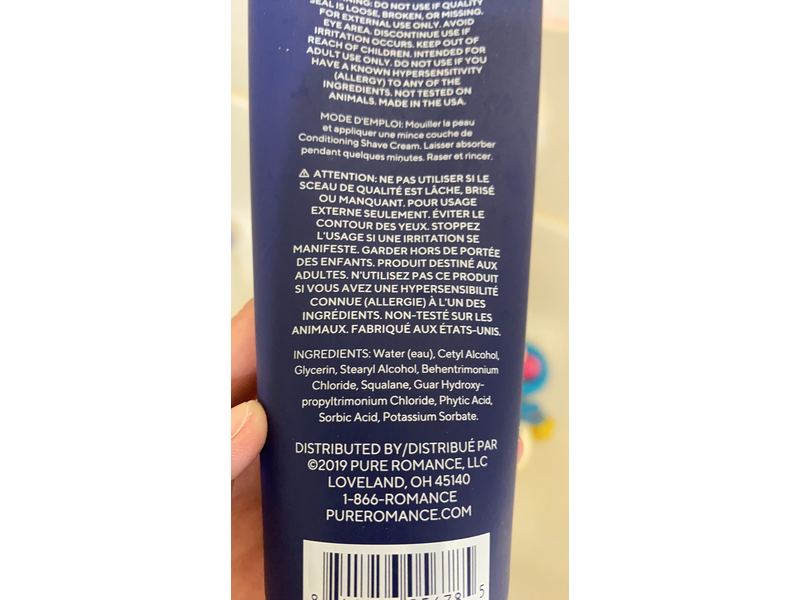 WARNING: DO NOT USE IF QUALITY
SEAL IS LOOSE, BROKEN, OR MISSING.
FOR EXTERNAL USE ONLY. AVOID
EYE AREA. DISCONTINUE USE IF
IRRITATION OCCURS. KEEP OUT OF
REACH OF CHILDREN. INTENDED FOR
ADULT USE ONLY. DO NOT USE IF YOU
HAVE A KNOWN HYPERSENSITIVITY
(ALLERGY) TO ANY OF THE
INGREDIENTS. NOT TESTED ON
ANIMALS. MADE IN THE USA.
MODE D'EMPLOI: Mouiller la peau
et appliquer une mince couche de
Conditioning Shave Cream. Laisser absorber
pendant quelques minutes. Raser et rincer.
⚠ ATTENTION: NE PAS UTILISER SI LE
SCEAU DE QUALITÉ EST LÂCHE, BRISÉ
OU MANQUANT. POUR USAGE
EXTERNE SEULEMENT. ÉVITER LE
CONTOUR DES YEUX. STOPPEZ
L'USAGE SI UNE IRRITATION SE
MANIFESTE. GARDER HORS DE PORTÉE
DES ENFANTS. PRODUIT DESTINÉ AUX
ADULTES. N'UTILISEZ PAS CE PRODUIT
SI VOUS AVEZ UNE HYPERSENSIBILITÉ
CONNUE (ALLERGIE) À L'UN DES
INGRÉDIENTS. NON-TESTÉ SUR LES
ANIMAUX. FABRIQUÉ AUX ÉTATS-UNIS.
INGREDIENTS: Water (eau), Cetyl Alcohol,
Glycerin, Stearyl Alcohol, Behentrimonium
Chloride, Squalane, Guar Hydroxy-
propyltrimonium Chloride, Phytic Acid,
Sorbic Acid, Potassium Sorbate.
DISTRIBUTED BY/DISTRIBUÉ PAR
©2019 PURE ROMANCE, LLC
LOVELAND, OH 45140
1-866-ROMANCE
PUREROMANCE.COM